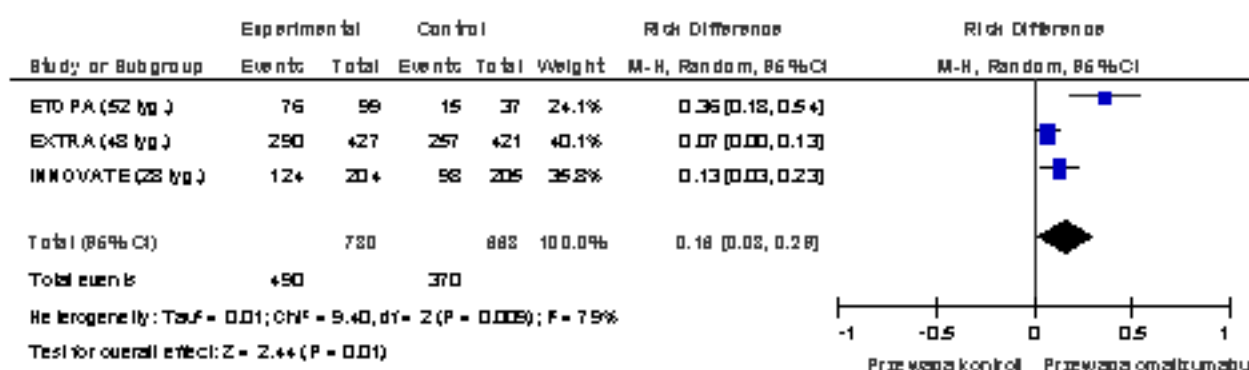 Experimental Control Risk Difference Risk Difference
Study or Subgroup Events Total Events Total Weight M-H, Random, 95% CI M-H, Random, 95% CI
ETOPA (52 tyg.) 76 99 15 37 24.1% 0.36 [0.18, 0.54]
EXTRA (48 tyg.) 290 427 257 421 40.1% 0.07 [0.00, 0.13]
INNOVATE (28 tyg.) 124 204 98 205 35.8% 0.13 [0.03, 0.23]
Total (95% CI) 730 663 100.0% 0.16 [0.03, 0.29]
Total events 490 370
Heterogeneity: Tau² = 0.01; Chi² = 9.40, df = 2 (P = 0.009); I² = 79%
Test for overall effect: Z = 2.44 (P = 0.01)
-1 -0.5 0 0.5 1
Przewaga kontroli Przewaga omalizumabu